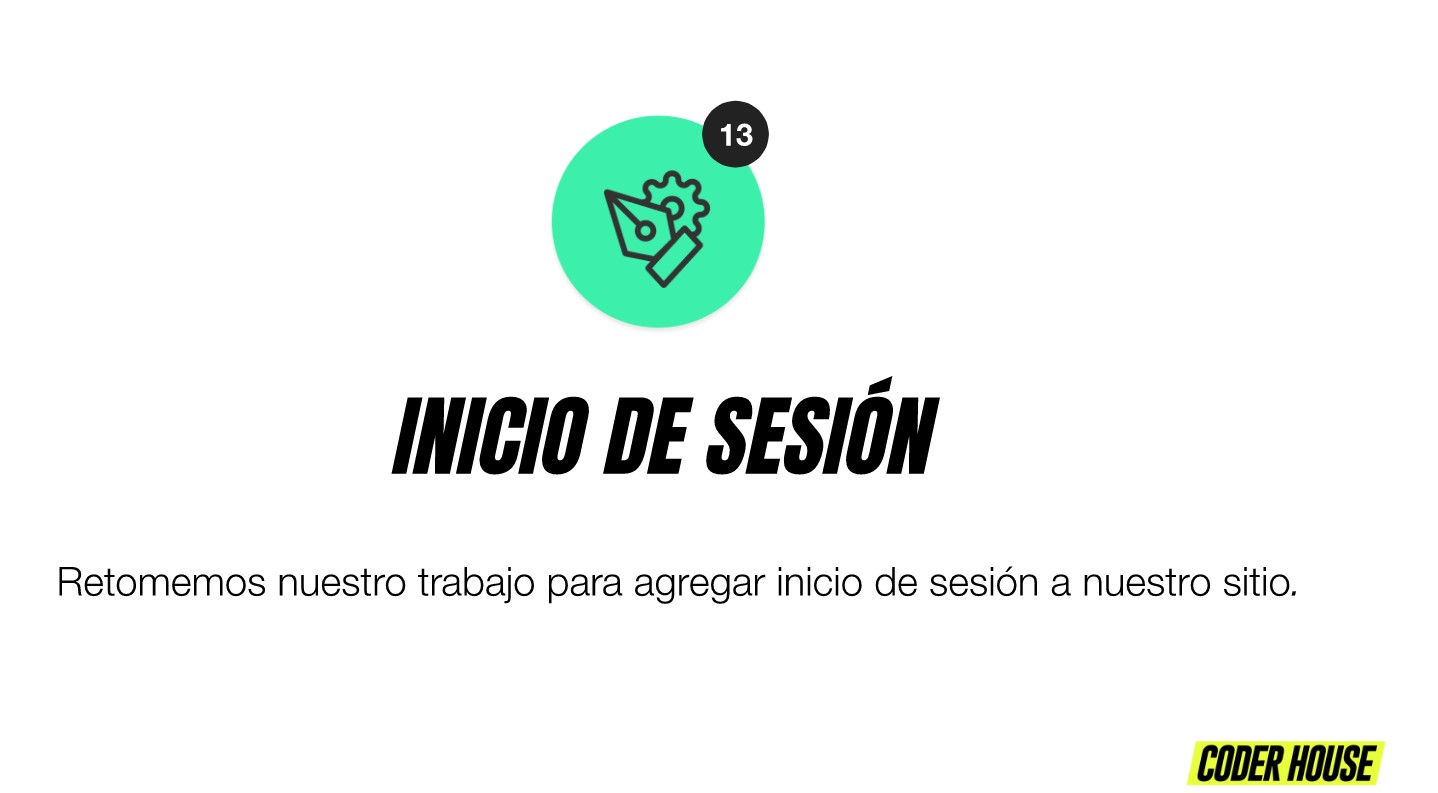 13
INICIO DE SESIÓN
Retomemos nuestro trabajo para agregar inicio de sesión a nuestro sitio.
CODER HOUSE